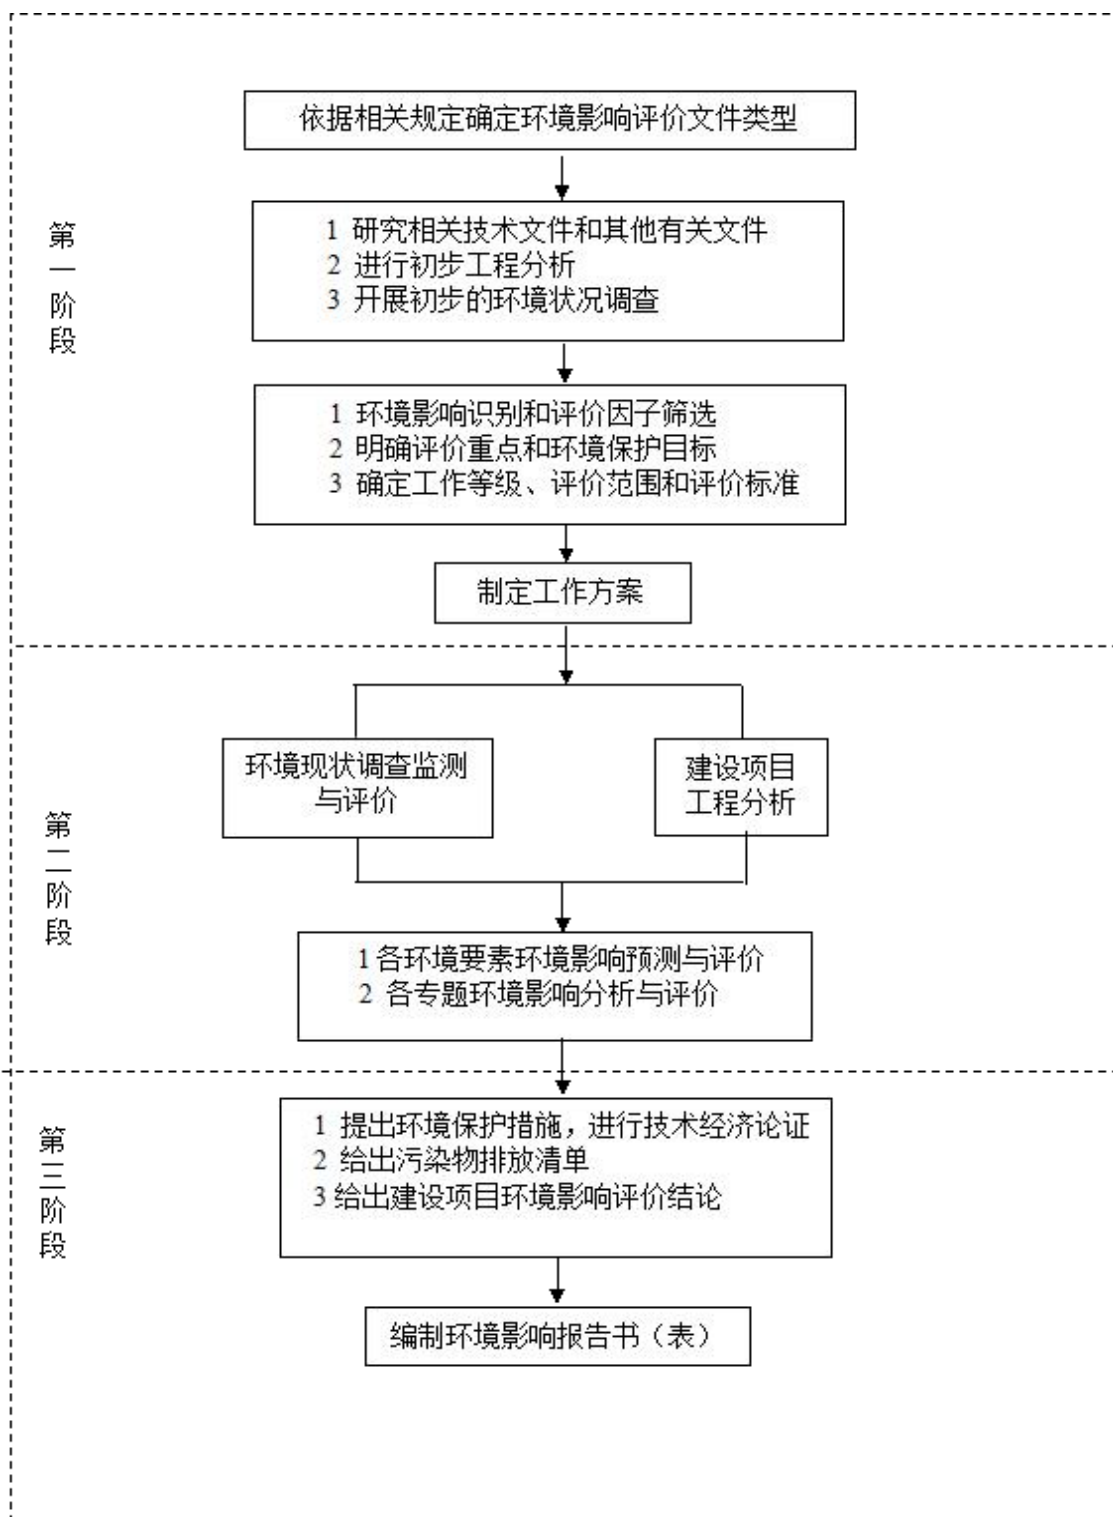 依据相关规定确定环境影响评价文件类型
第一阶段
1 研究相关技术文件和其他有关文件
2 进行初步工程分析
3 开展初步的环境状况调查
1 环境影响识别和评价因子筛选
2 明确评价重点和环境保护目标
3 确定工作等级、评价范围和评价标准
制定工作方案
第二阶段
环境现状调查监测
与评价
建设项目
工程分析
1各环境要素环境影响预测与评价
2 各专题环境影响分析与评价
第三阶段
1 提出环境保护措施，进行技术经济论证
2 给出污染物排放清单
3 给出建设项目环境影响评价结论
编制环境影响报告书（表）